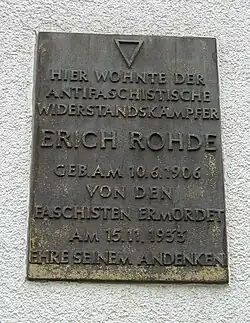 HIER WOHNTE DER
ANTIFASCHISTISCHE
WIDERSTANDSKÄMPFER
ERICH ROHDE
GEB. AM 10.6.1906
VON DEN
FASCHISTEN ERMORDET
AM 15.11.1933
EHRE SEINEM ANDENKEN